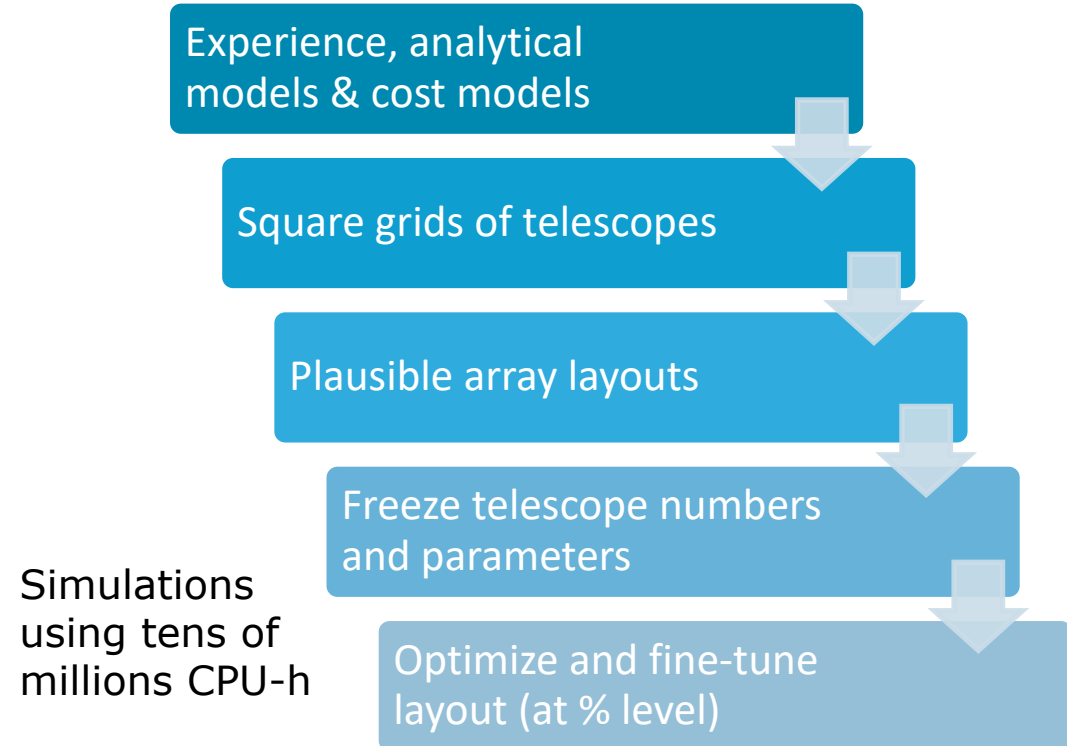 Experience, analytical
models & cost models
Square grids of telescopes
Plausible array layouts
Freeze telescope numbers
and parameters
Simulations
using tens of
millions CPU-h
Optimize and fine-tune
layout (at % level)